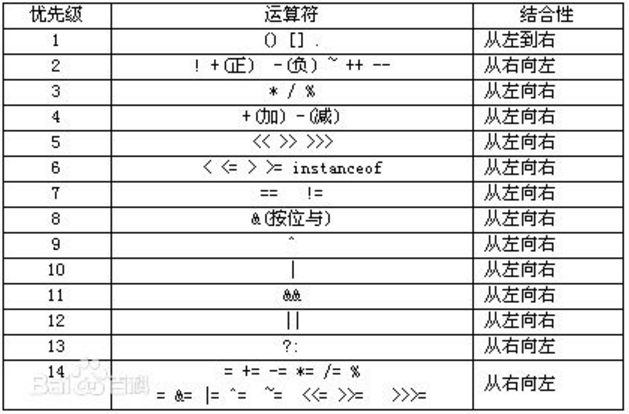 优先级 运算符 结合性
1 () [] . 从左到右
2 ! +(正) -(负) ~ ++ -- 从右向左
3 * / % 从左向右
4 +(加) -(减) 从左向右
5 << >> >>> 从左向右
6 < <= > >= instanceof 从左向右
7 == != 从左向右
8 &(按位与) 从左向右
9 ^ 从左向右
10 | 从左向右
11 && 从左向右
12 || 从左向右
13 ?: 从右向左
14 = += -= *= /= %
= &= |= ^= ~= <<= >>= >>>= 从右向左
Bai百科